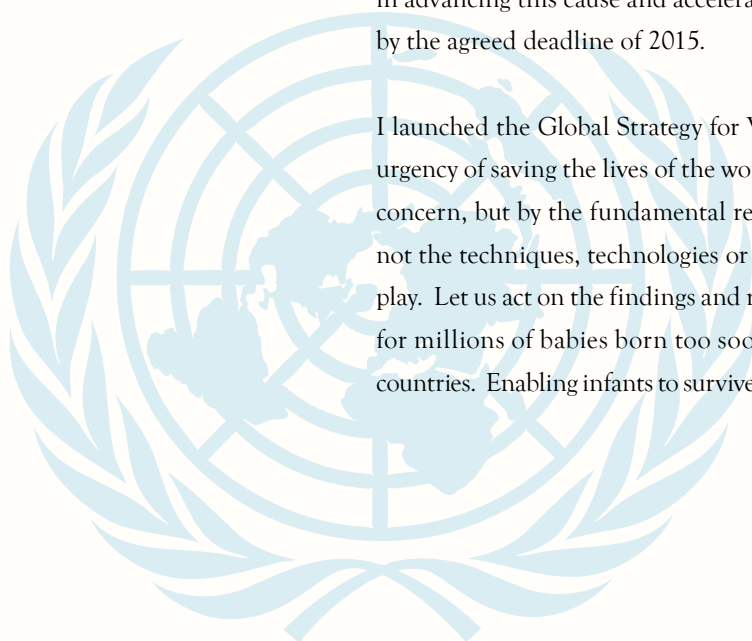 in advancing this cause and accelera
by the agreed deadline of 2015.
I launched the Global Strategy for
urgency of saving the lives of the wo
concern, but by the fundamental re
not the techniques, technologies or
play. Let us act on the findings and
for millions of babies born too soo
countries. Enabling infants to survive